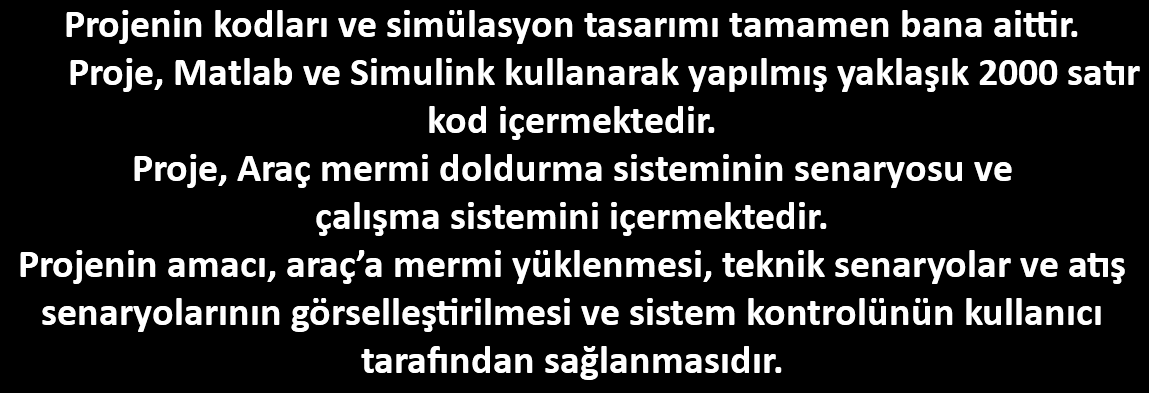 Projenin kodları ve simülasyon tasarımı tamamen bana aittir.
Proje, Matlab ve Simulink kullanarak yapılmış yaklaşık 2000 satır
kod içermektedir.
Proje, Araç mermi doldurma sisteminin senaryosu ve
çalışma sistemini içermektedir.
Projenin amacı, araç’a mermi yüklenmesi, teknik senaryolar ve atış
senaryolarının görselleştirilmesi ve sistem kontrolünün kullanıcı
tarafından sağlanmasıdır.